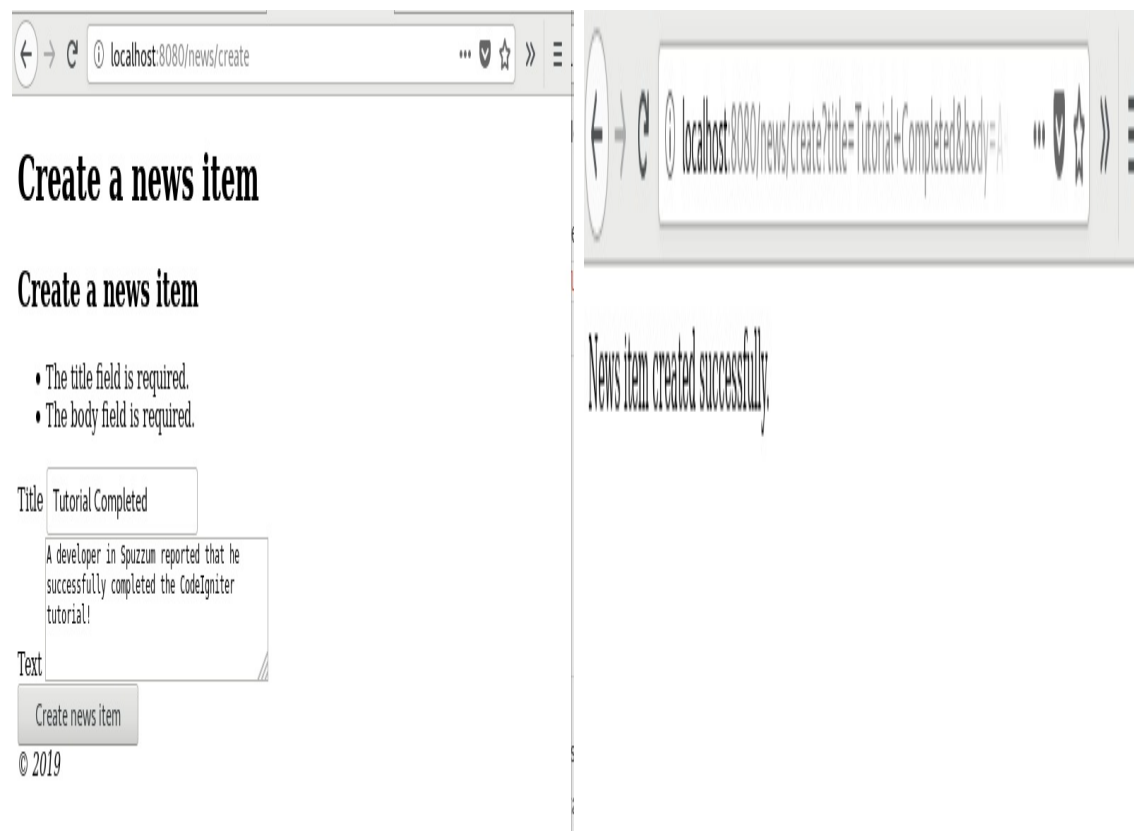 localhost:8080/news/create
Create a news item
Create a news item
• The title field is required.
• The body field is required.
Title Tutorial Completed
A developer in Spuzzum reported that he
successfully completed the CodeIgniter
tutorial!
Text
Create news item
© 2019
localhost:8080/news/create?title=Tutorial+Completed&body=A
News item created successfully.